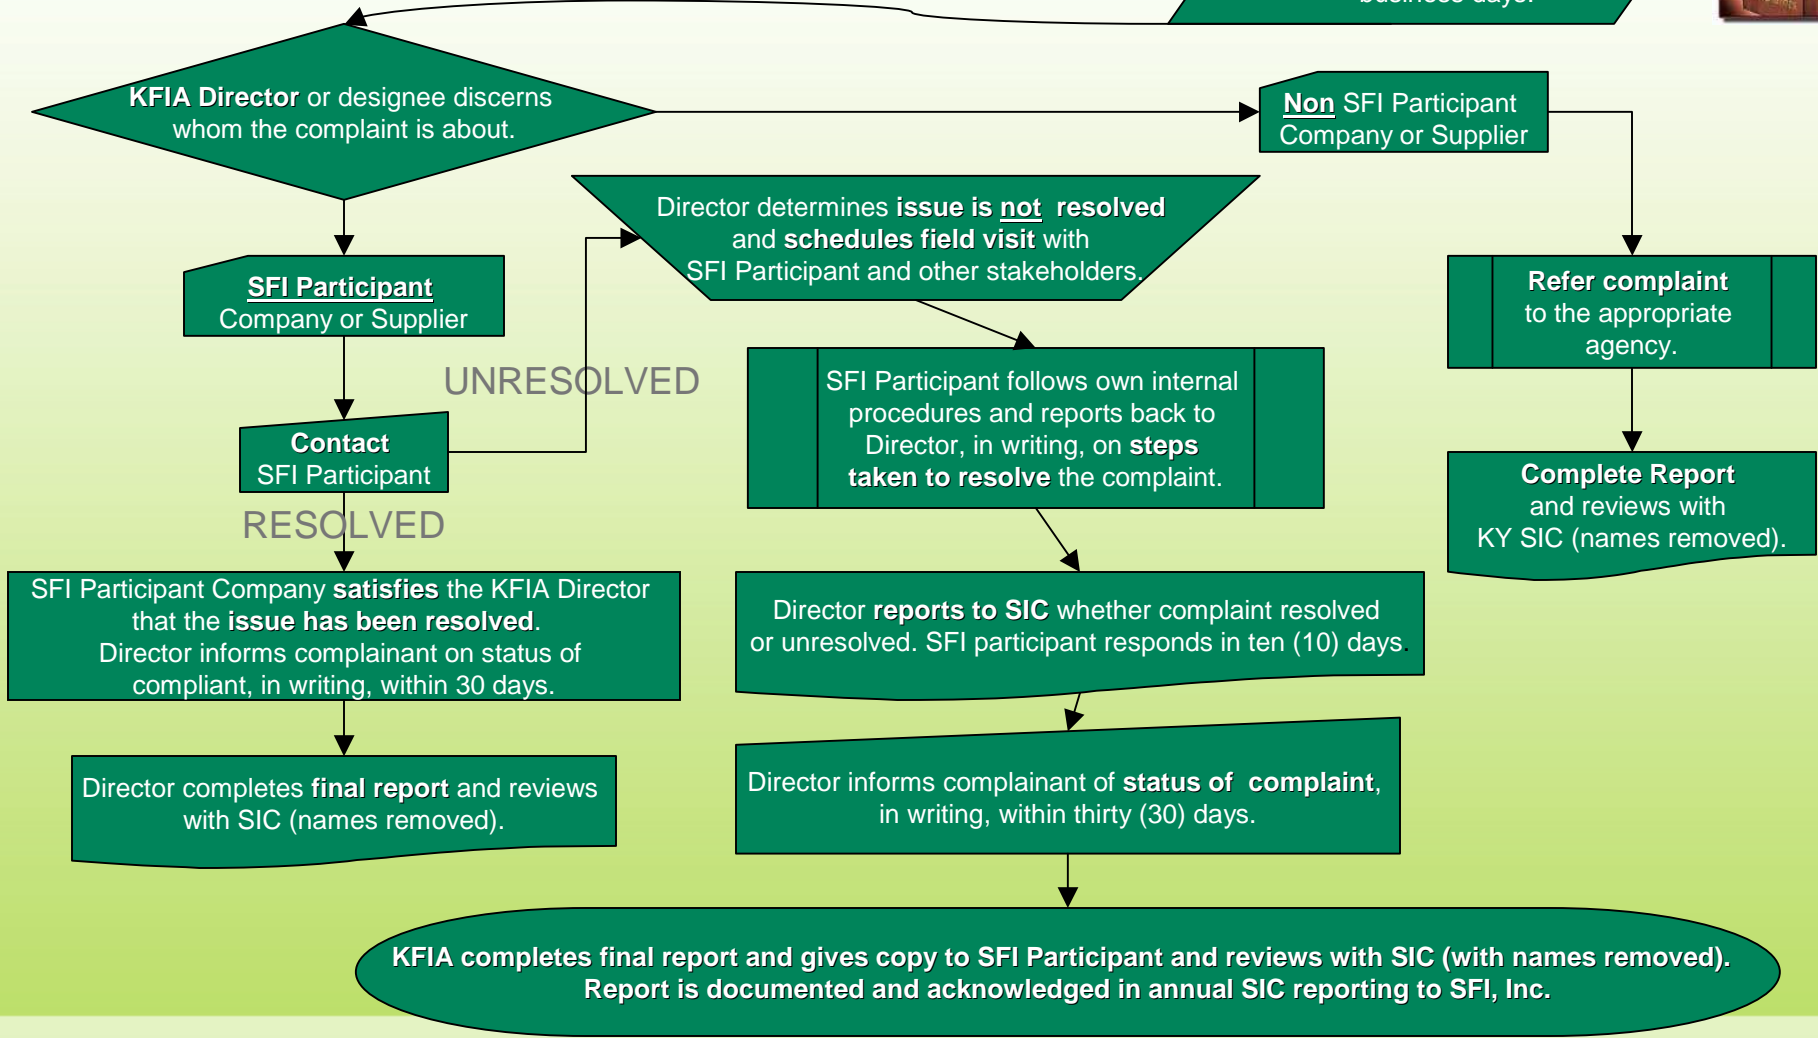 business days.
KFIA Director or designee discerns
whom the complaint is about.
Non SFI Participant
Company or Supplier
Director determines issue is not resolved
and schedules field visit with
SFI Participant and other stakeholders.
SFI Participant
Company or Supplier
Refer complaint
to the appropriate
agency.
UNRESOLVED
SFI Participant follows own internal
procedures and reports back to
Director, in writing, on steps
taken to resolve the complaint.
Contact
SFI Participant
Complete Report
and reviews with
KY SIC (names removed).
RESOLVED
SFI Participant Company satisfies the KFIA Director
that the issue has been resolved.
Director informs complainant on status of
compliant, in writing, within 30 days.
Director reports to SIC whether complaint resolved
or unresolved. SFI participant responds in ten (10) days.
Director completes final report and reviews
with SIC (names removed).
Director informs complainant of status of complaint,
in writing, within thirty (30) days.
KFIA completes final report and gives copy to SFI Participant and reviews with SIC (with names removed).
Report is documented and acknowledged in annual SIC reporting to SFI, Inc.